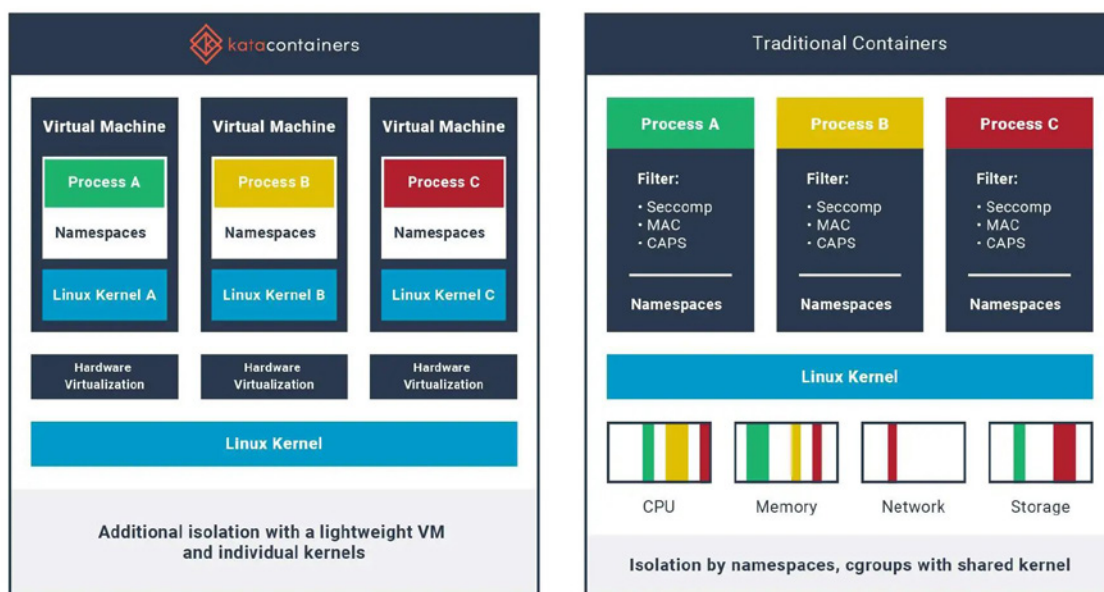 katacontainers
Virtual Machine
Process A
Namespaces
Linux Kernel A
Virtual Machine
Process B
Namespaces
Linux Kernel B
Virtual Machine
Process C
Namespaces
Linux Kernel C
Hardware
Virtualization
Hardware
Virtualization
Hardware
Virtualization
Linux Kernel
Additional isolation with a lightweight VM
and individual kernels
Traditional Containers
Process A
Filter:
• Seccomp
• MAC
• CAPS
Namespaces
Process B
Filter:
• Seccomp
• MAC
• CAPS
Namespaces
Process C
Filter:
• Seccomp
• MAC
• CAPS
Namespaces
Linux Kernel
CPU
Memory
Network
Storage
Isolation by namespaces, cgroups with shared kernel